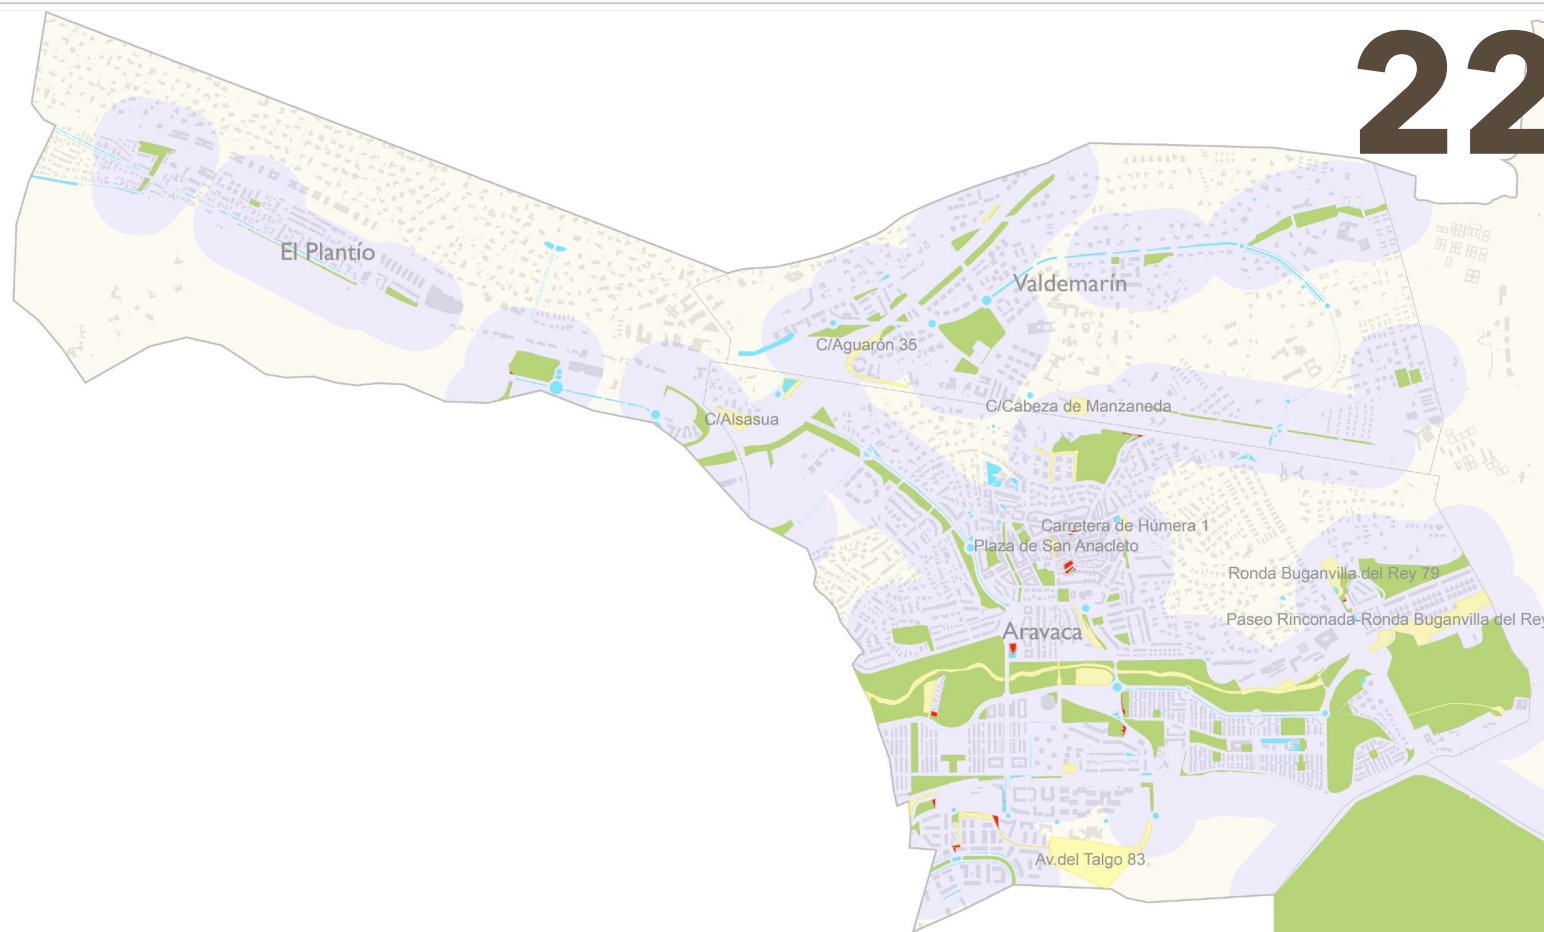 22
El Plantío
Valdemarín
C/Aguarón 35
C/Cabeza de Manzaneda
C/Alsasua
Carretera de Húmera 1
Plaza de San Anacleto
Ronda Buganvilla del Rey 79
Paseo Rinconada-Ronda Buganvilla del Rey
Aravaca
Av.del Talgo 83